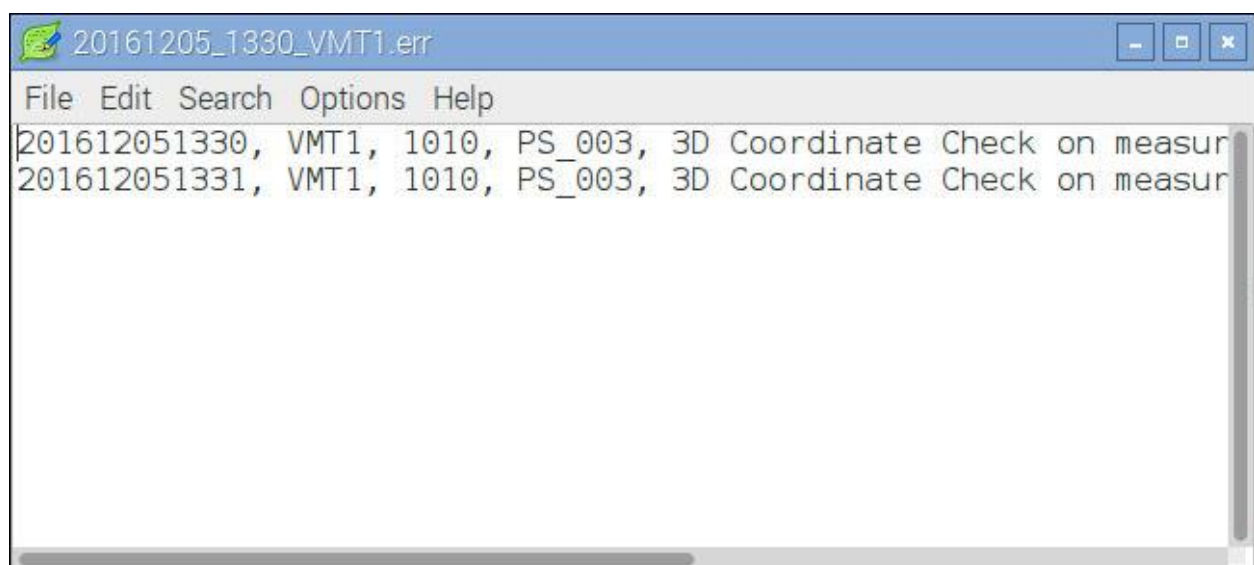 20161205_1330_VMT1.err
File Edit Search Options Help
201612051330, VMT1, 1010, PS_003, 3D Coordinate Check on measur
201612051331, VMT1, 1010, PS_003, 3D Coordinate Check on measur